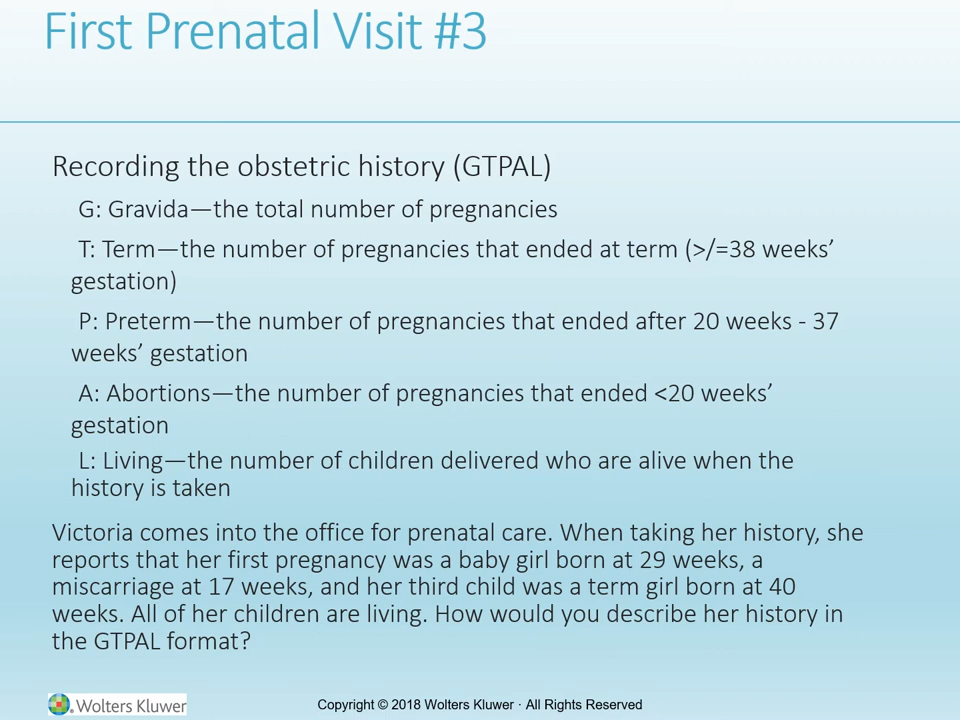 First Prenatal Visit #3
Recording the obstetric history (GTPAL)
G: Gravida—the total number of pregnancies
T: Term—the number of pregnancies that ended at term (>/=38 weeks’
gestation)
P: Preterm—the number of pregnancies that ended after 20 weeks - 37
weeks’ gestation
A: Abortions—the number of pregnancies that ended <20 weeks’
gestation
L: Living—the number of children delivered who are alive when the
history is taken
Victoria comes into the office for prenatal care. When taking her history, she
reports that her first pregnancy was a baby girl born at 29 weeks, a
miscarriage at 17 weeks, and her third child was a term girl born at 40
weeks. All of her children are living. How would you describe her history in
the GTPAL format?
Wolters Kluwer
Copyright © 2018 Wolters Kluwer · All Rights Reserved